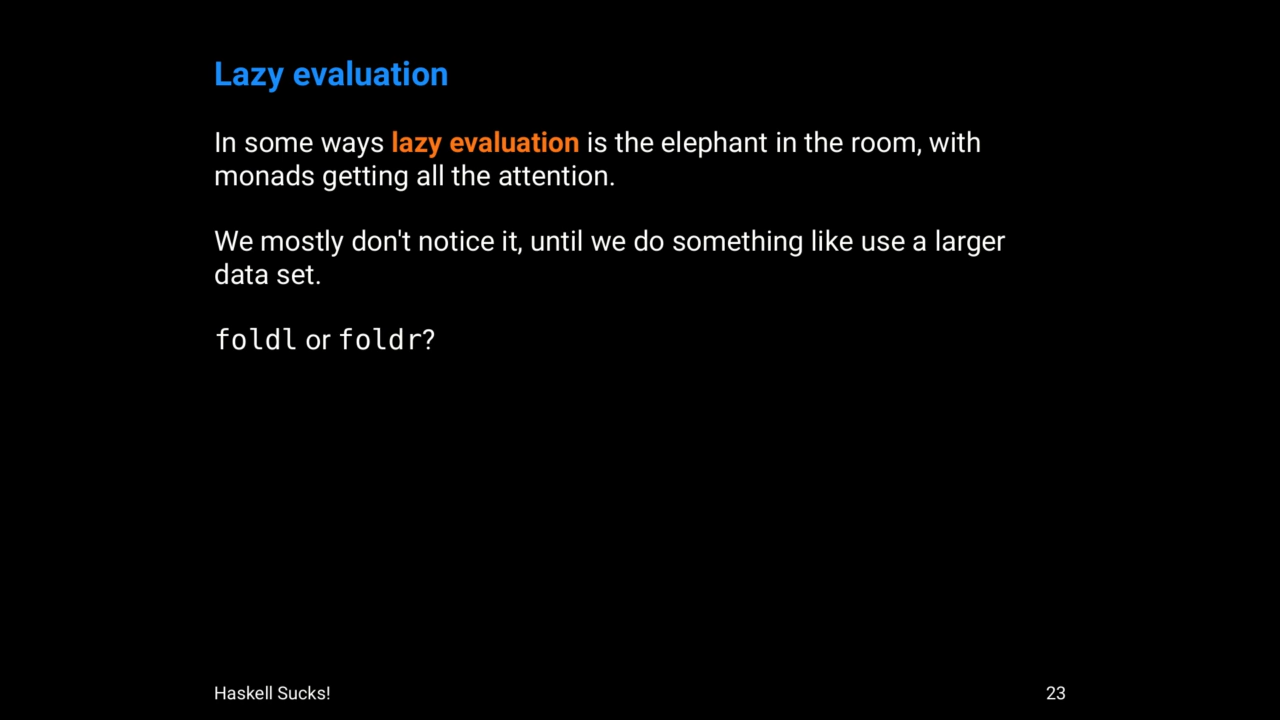 Lazy evaluation
In some ways lazy evaluation is the elephant in the room, with
monads getting all the attention.
We mostly don't notice it, until we do something like use a larger
data set.
foldl or foldr?
Haskell Sucks!
23